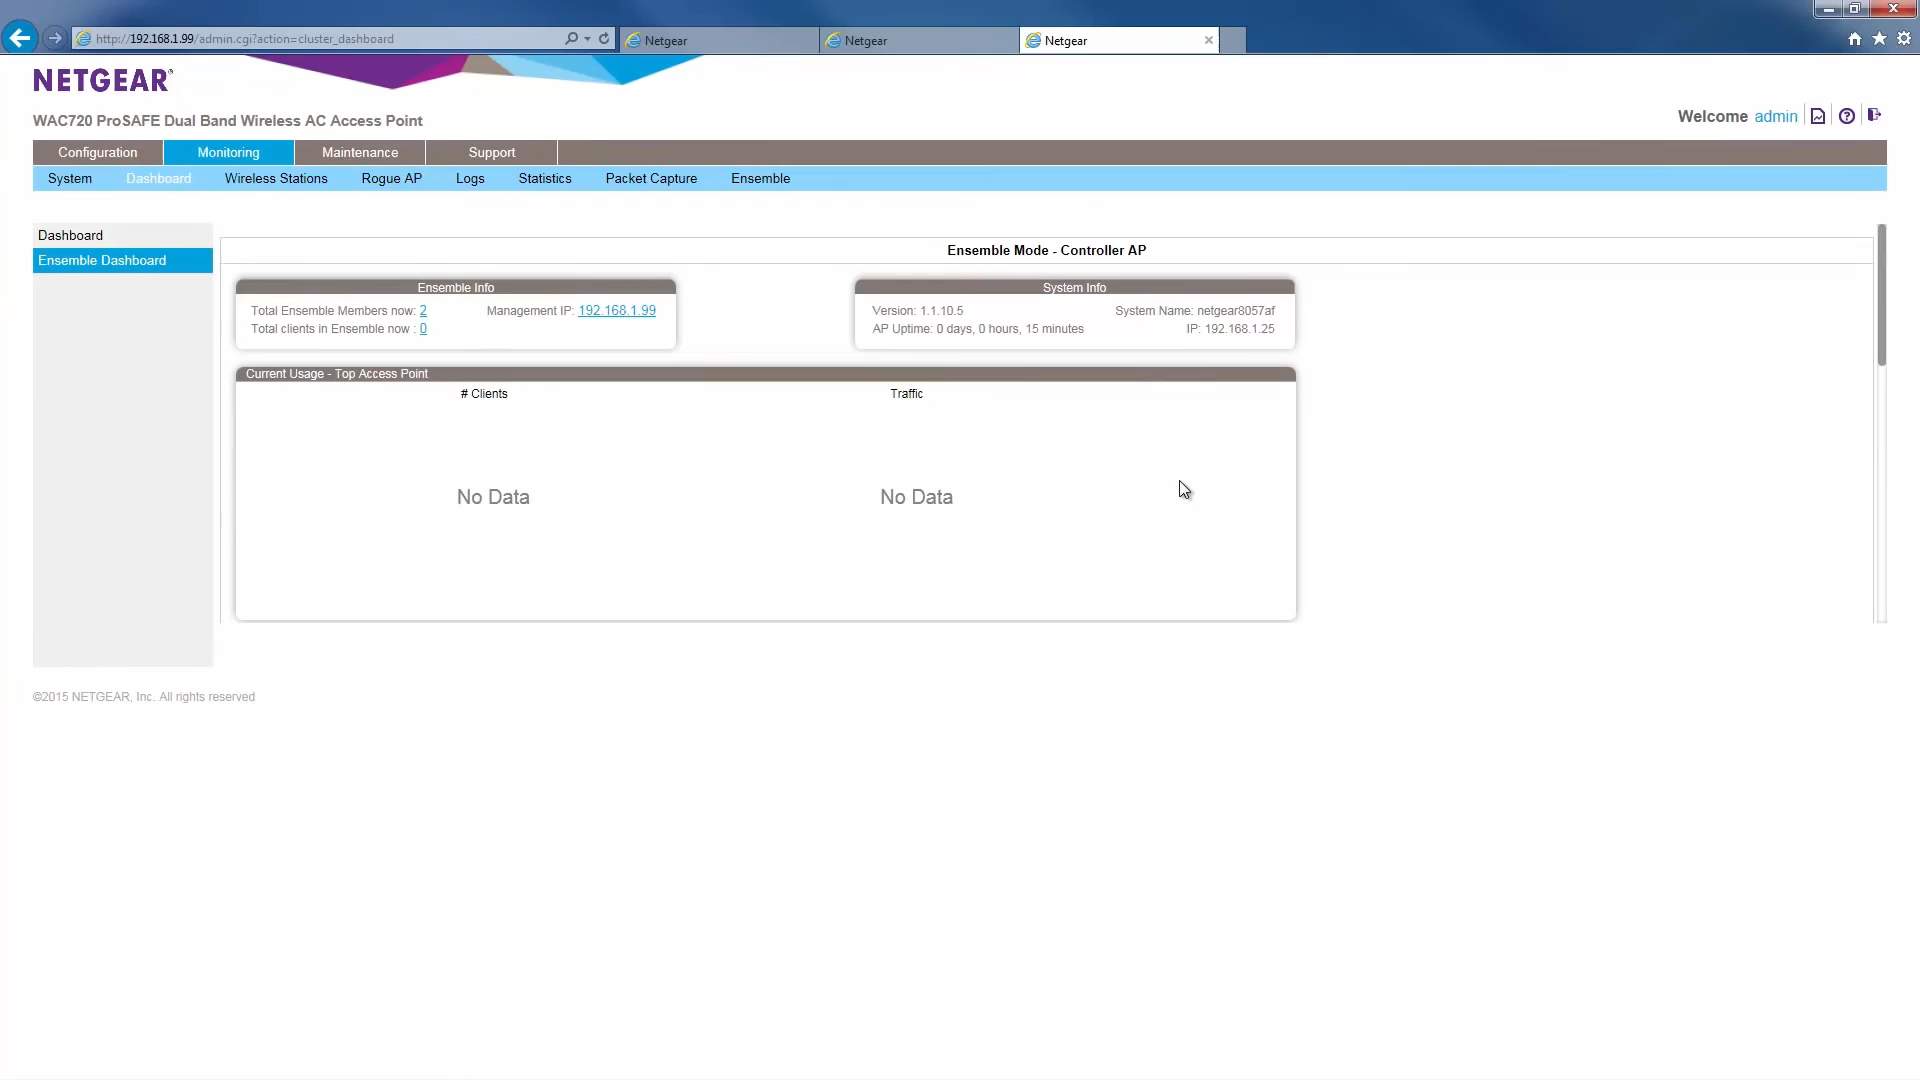 http://192.168.1.99/admin.cgi?action=cluster_dashboard
Netgear
Netgear
Netgear
NETGEAR®
WAC720 ProSAFE Dual Band Wireless AC Access Point
Welcome admin
Configuration Monitoring Maintenance Support
System Dashboard Wireless Stations Rogue AP Logs Statistics Packet Capture Ensemble
Dashboard
Ensemble Dashboard
Ensemble Mode - Controller AP
Ensemble Info
Total Ensemble Members now: 2 Management IP: 192.168.1.99
Total clients in Ensemble now : 0
System Info
Version: 1.1.10.5 System Name: netgear8057af
AP Uptime: 0 days, 0 hours, 15 minutes IP: 192.168.1.25
Current Usage - Top Access Point
# Clients Traffic
No Data No Data
©2015 NETGEAR, Inc. All rights reserved